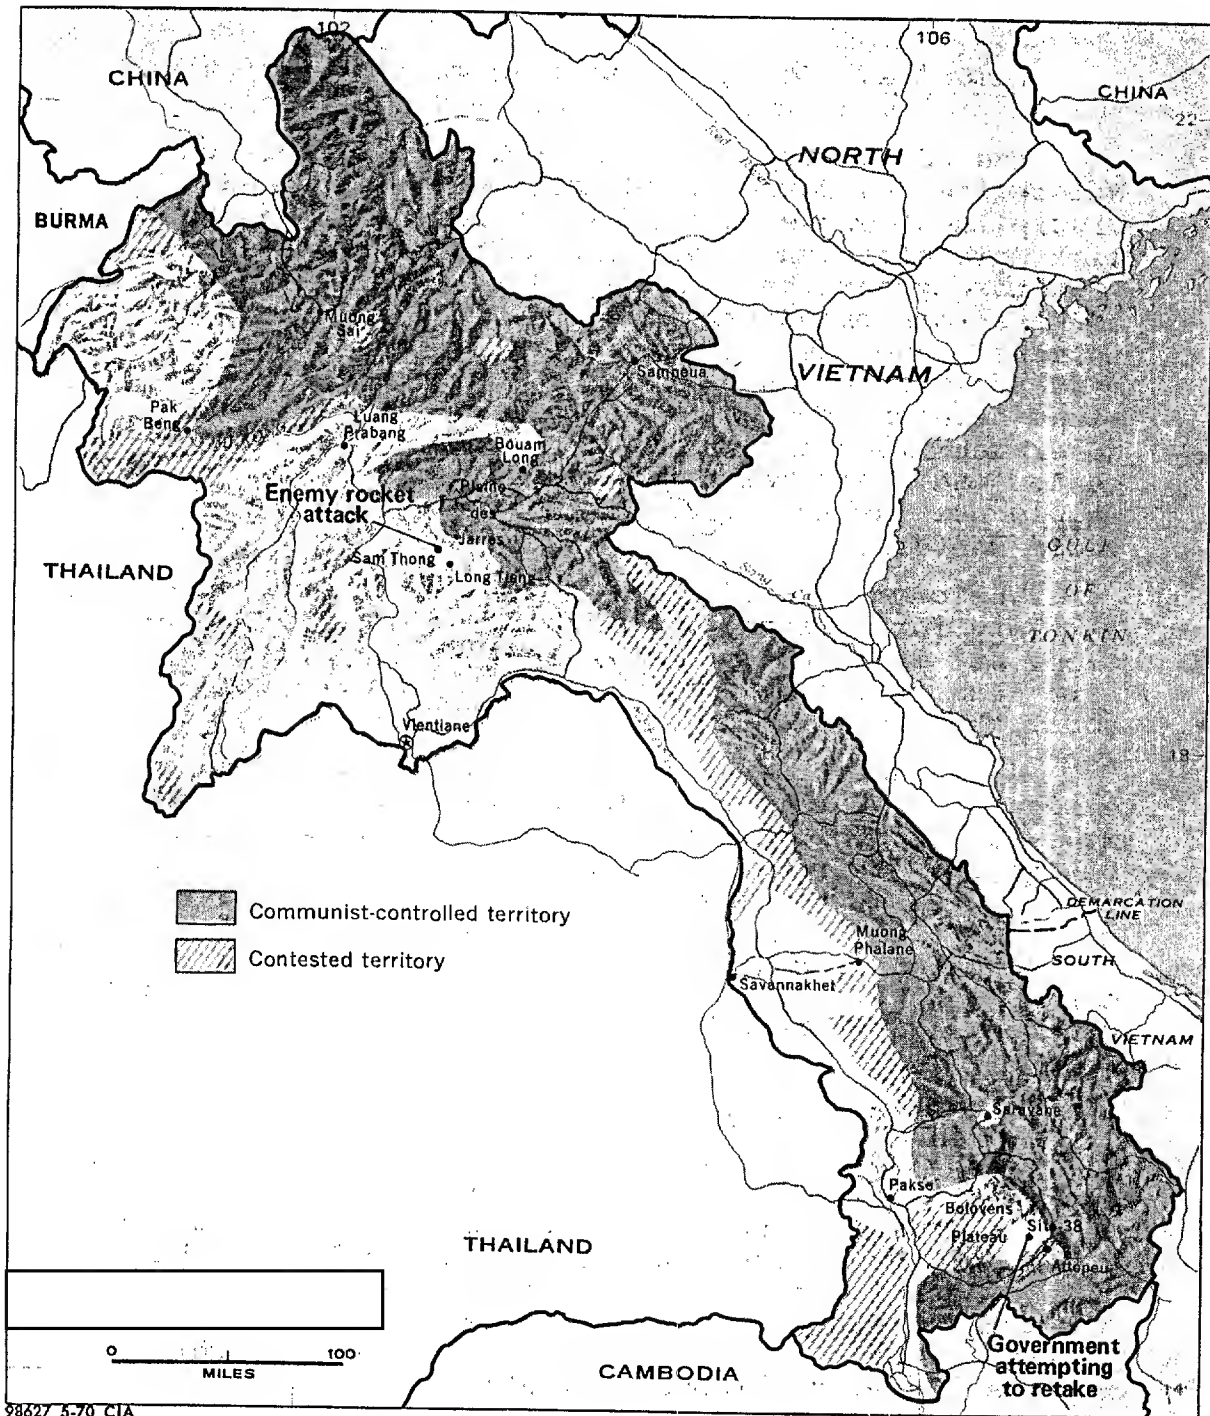 102
106
CHINA
CHINA
22
NORTH
BURMA
Muong
Sai
Samneua
VIETNAM
Pak
Beng
Luang
Prabang
Bouam
Long
Enemy rocket
attack
Plaine
des
Jarres
Sam Thong
Long Tieng
THAILAND
GULF
OF
TONKIN
Song Ca
Vientiane
18
Communist-controlled territory
Contested territory
DEMARCATION
LINE
Muong
Phalane
SOUTH
Savannakhet
VIETNAM
Saravane
Pakse
Bolovens
Plateau
Site 38
Attopeu
THAILAND
Government
attempting
to retake
0 100
MILES
CAMBODIA
14
98627 5-70 CIA